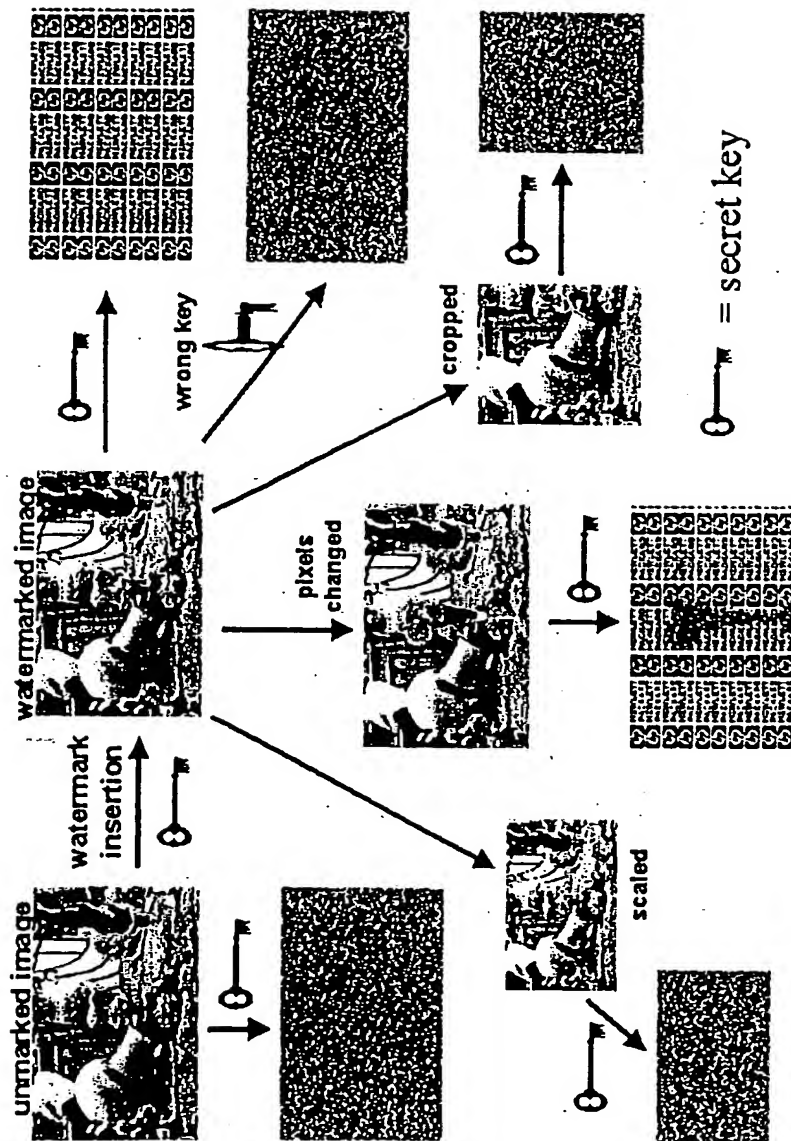 unmarked image
watermark
insertion
watermarked image
wrong key
pixels
changed
cropped
scaled
= secret key